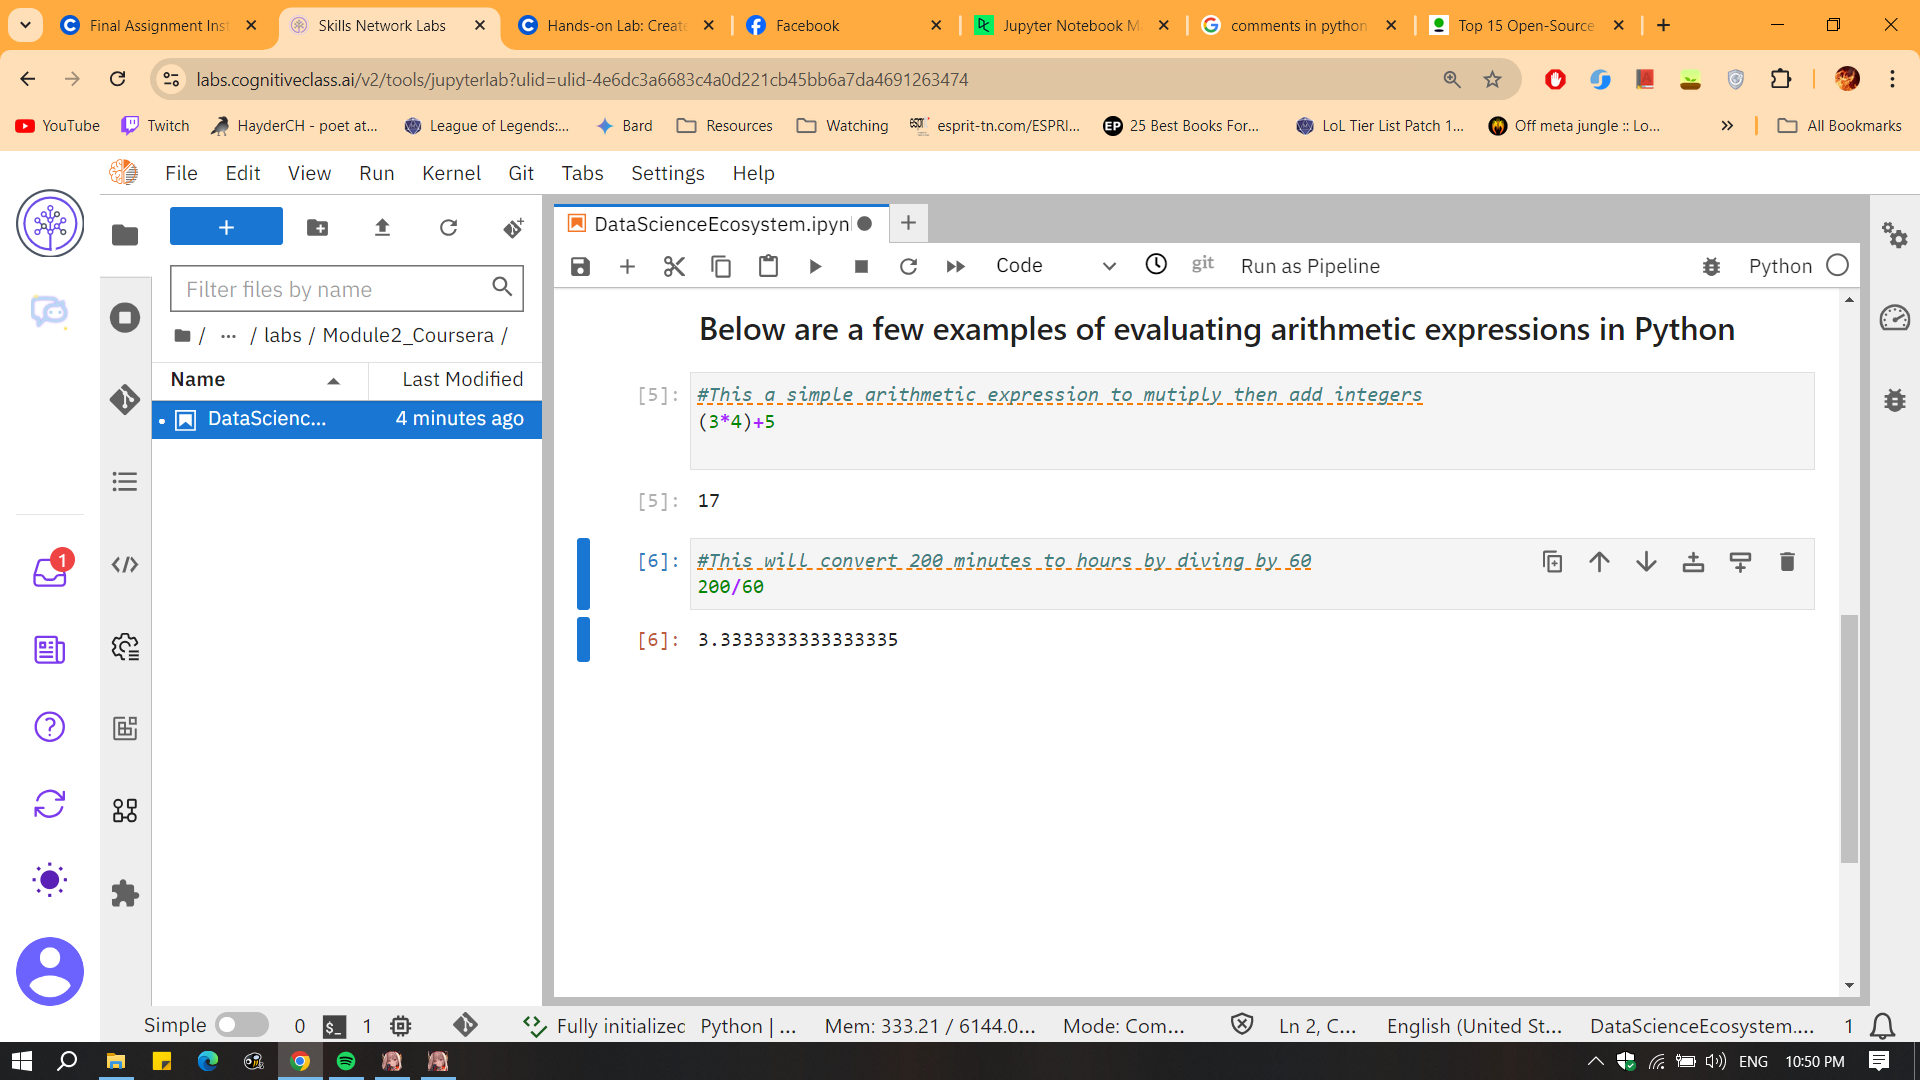 Final Assignment Inst
Skills Network Labs
Hands-on Lab: Create
Facebook
Jupyter Notebook M
comments in python
Top 15 Open-Source
labs.cognitiveclass.ai/v2/tools/jupyterlab?ulid=ulid-4e6dc3a6683c4a0d221cb45bb6a7da4691263474
YouTube
Twitch
HayderCH - poet at...
League of Legends:...
Bard
Resources
Watching
esprit-tn.com/ESPRI...
25 Best Books For...
LoL Tier List Patch 1...
Off meta jungle :: Lo...
All Bookmarks
File Edit View Run Kernel Git Tabs Settings Help
DataScienceEcosystem.ipyn
Code
git
Run as Pipeline
Python
Filter files by name
/ ··· / labs / Module2_Coursera /
Name Last Modified
DataScienc... 4 minutes ago
Below are a few examples of evaluating arithmetic expressions in Python
[5]: #This a simple arithmetic expression to mutiply then add integers
(3*4)+5
[5]: 17
[6]: #This will convert 200 minutes to hours by diving by 60
200/60
[6]: 3.3333333333333335
1
Simple 0 $_ 1 Fully initialized Python | ... Mem: 333.21 / 6144.0... Mode: Com... Ln 2, C... English (United St... DataScienceEcosystem.... 1
ENG 10:50 PM